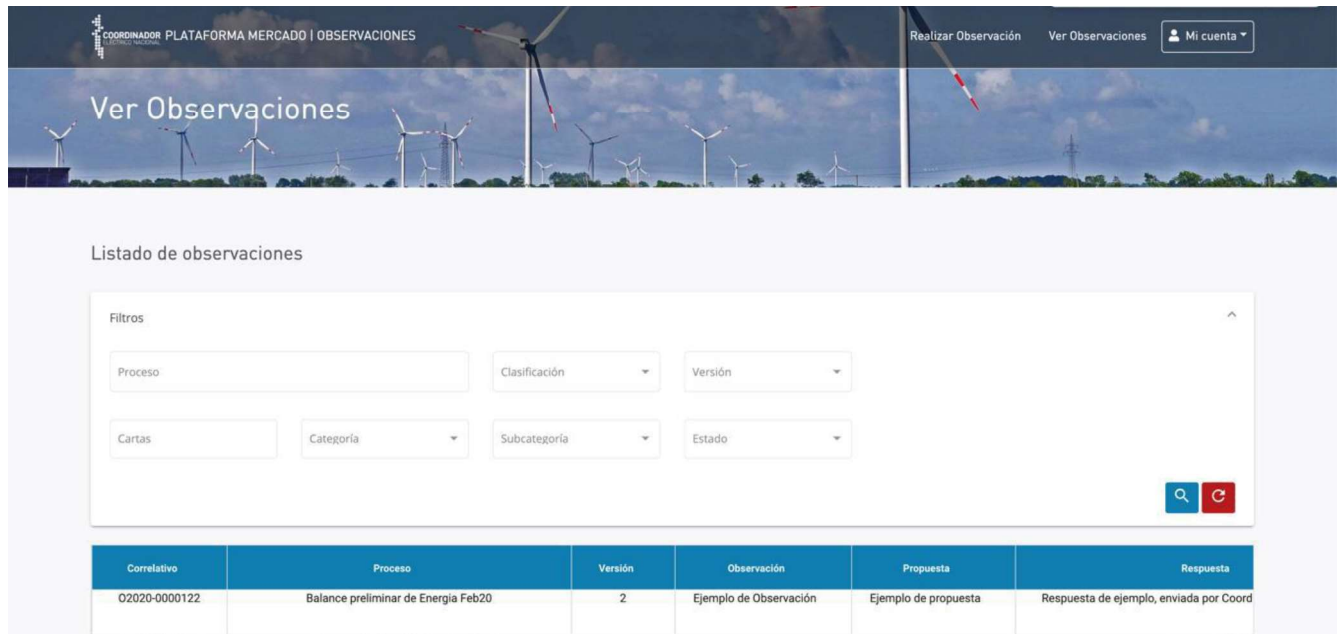 COORDINADOR
ELÉCTRICO NACIONAL
PLATAFORMA MERCADO | OBSERVACIONES
Realizar Observación
Ver Observaciones
Mi cuenta
Ver Observaciones
Listado de observaciones
Filtros
Proceso
Clasificación
Versión
Cartas
Categoría
Subcategoría
Estado
Correlativo Proceso Versión Observación Propuesta Respuesta
O2020-0000122 Balance preliminar de Energia Feb20 2 Ejemplo de Observación Ejemplo de propuesta Respuesta de ejemplo, enviada por Coord